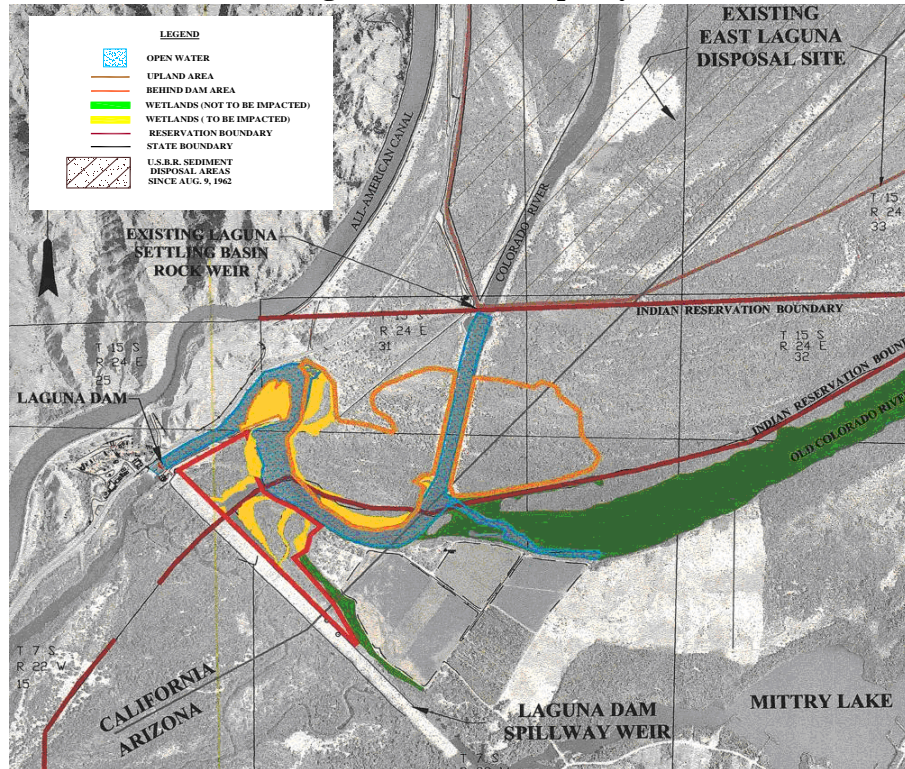 EXISTING
EAST LAGUNA
DISPOSAL SITE
LEGEND
OPEN WATER
UPLAND AREA
BEHIND DAM AREA
WETLANDS (NOT TO BE IMPACTED)
WETLANDS ( TO BE IMPACTED)
RESERVATION BOUNDARY
STATE BOUNDARY
U.S.B.R. SEDIMENT
DISPOSAL AREAS
SINCE AUG. 9, 1962
ALL-AMERICAN CANAL
COLORADO RIVER
T 15
R 24
33
EXISTING LAGUNA
SETTLING BASIN
ROCK WEIR
INDIAN RESERVATION BOUNDARY
T 15 S
R 24 E
31
T 15 S
R 24 E
32
T 15 S
R 24 E
25
LAGUNA DAM
INDIAN RESERVATION BOUN
OLD COLORADO RIVER
T 7 S
R 22 W
15
CALIFORNIA
ARIZONA
LAGUNA DAM
SPILLWAY WEIR
MITTRY LAKE
T 7 S